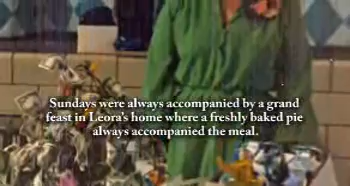 Sundays were always accompanied by a grand
feast in Leora's home where a freshly baked pie
always accompanied the meal.